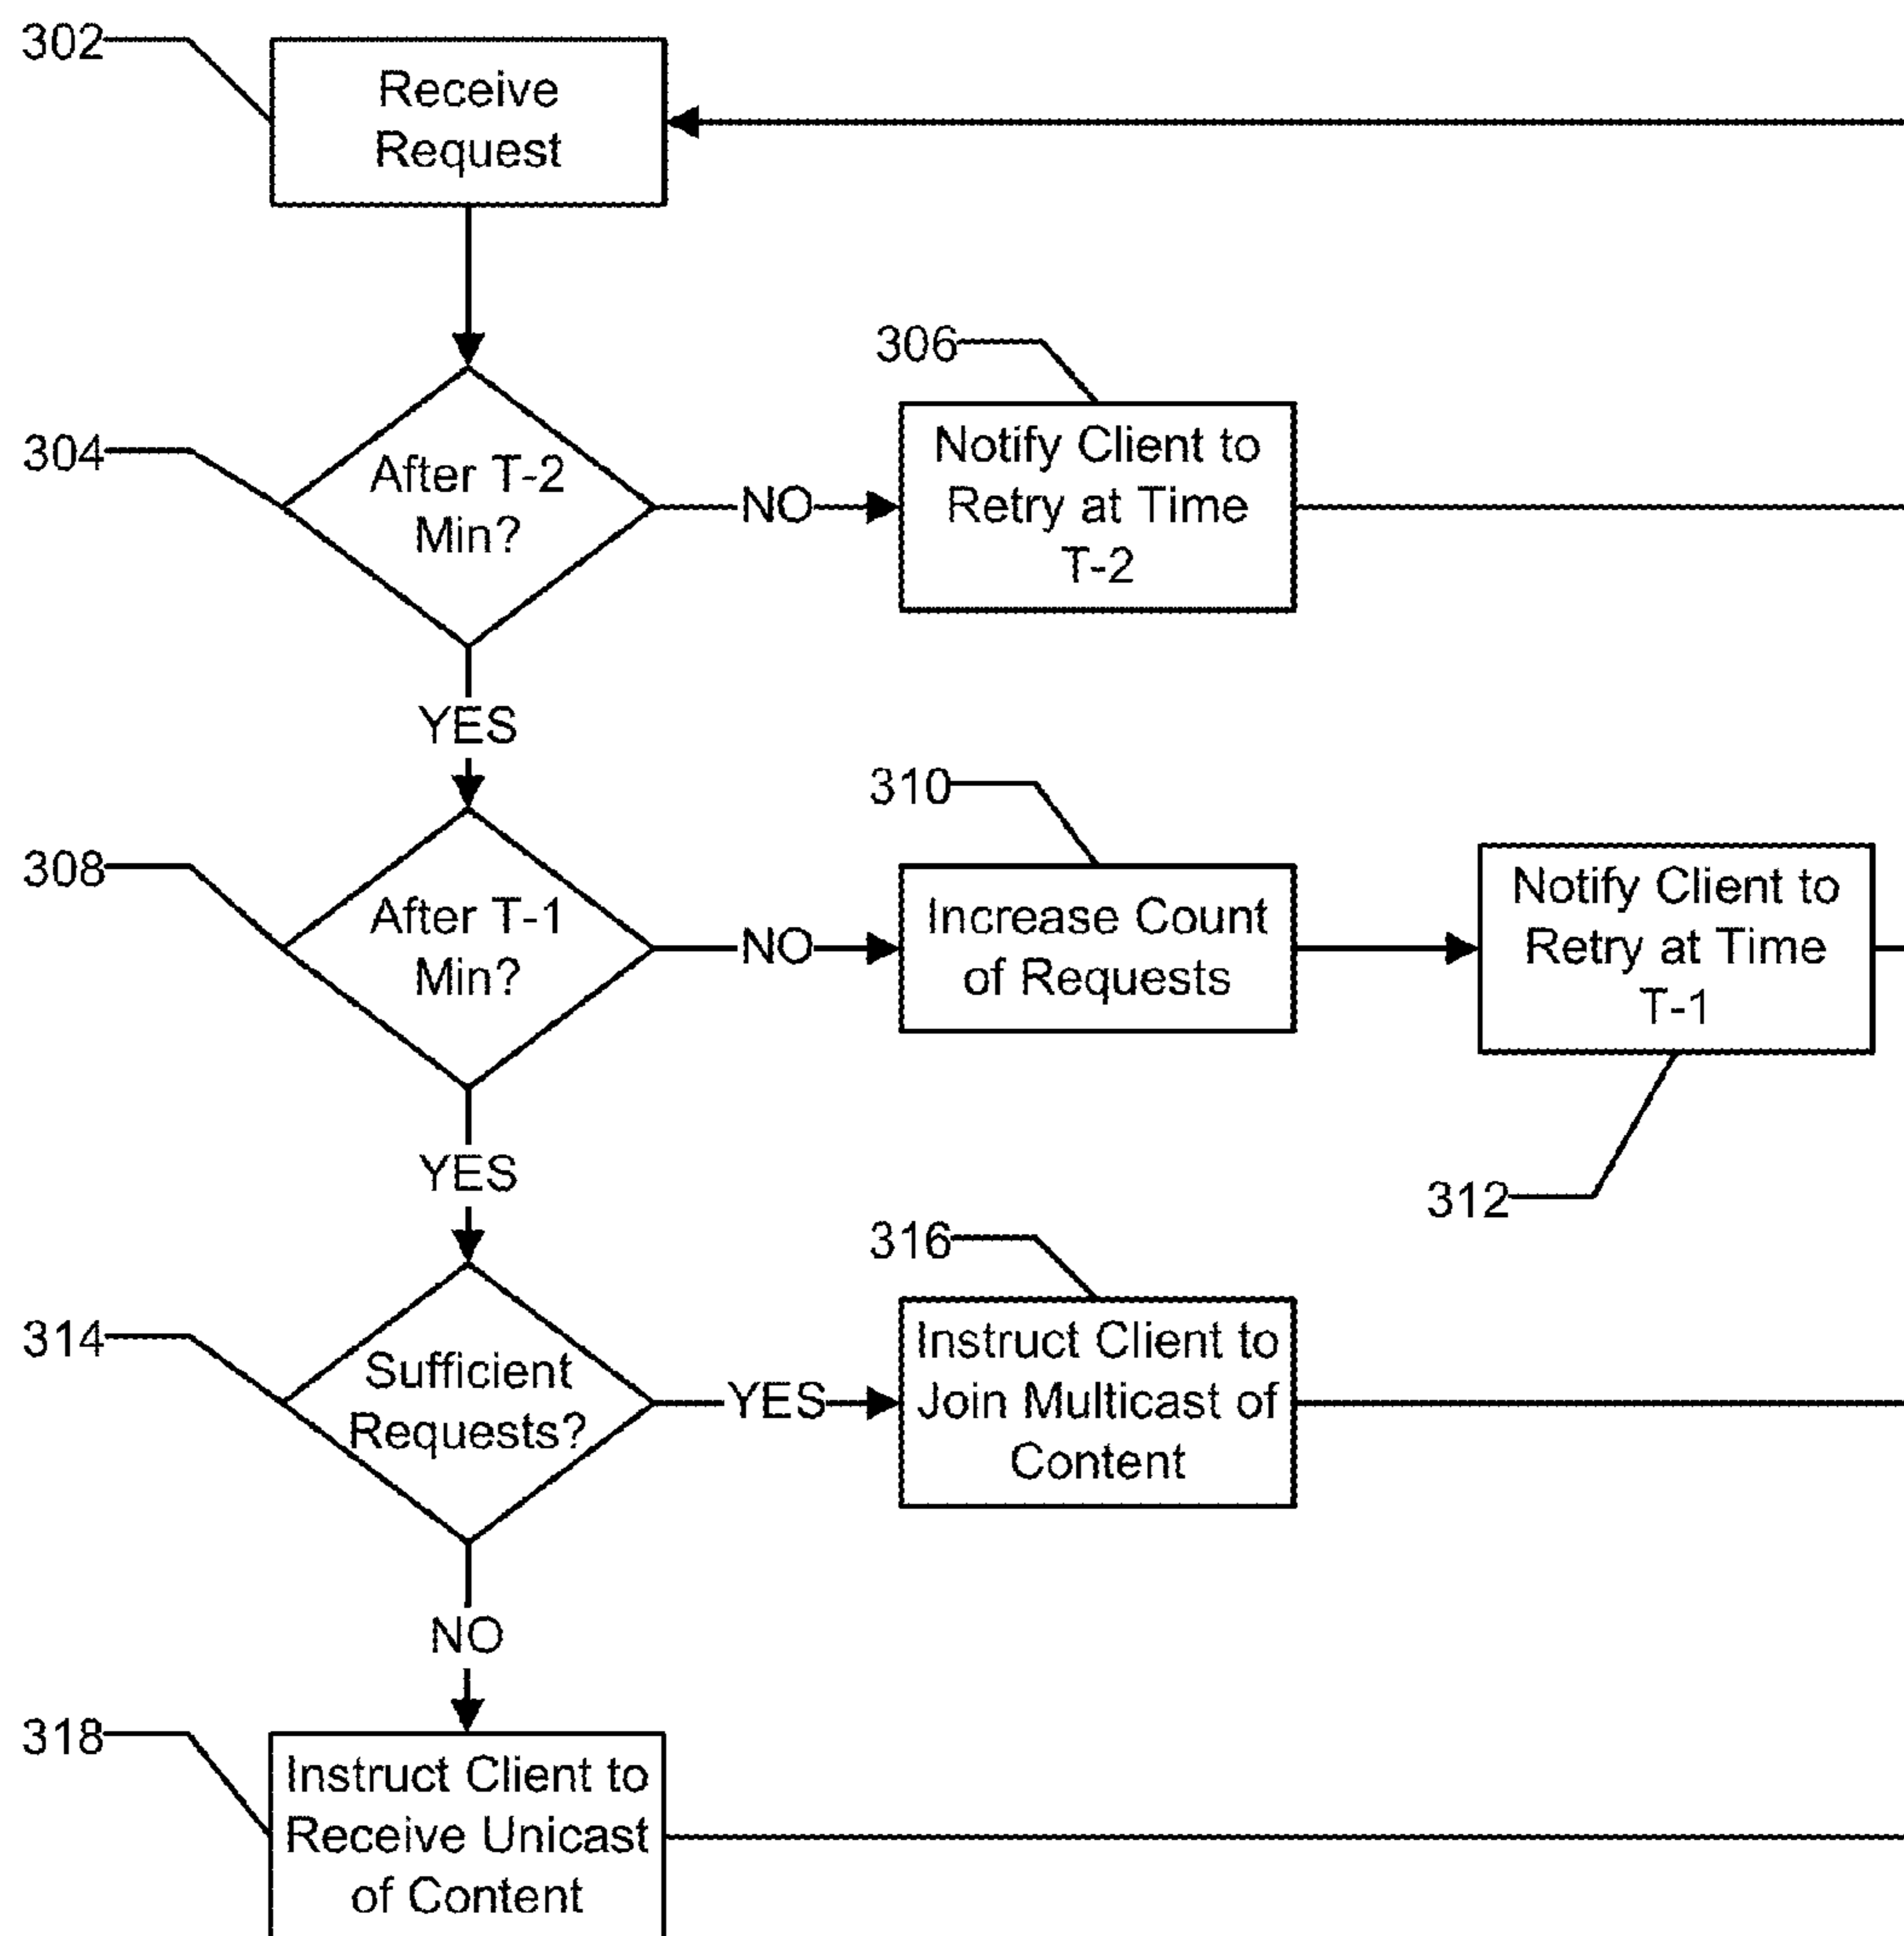 302
Receive
Request
304
After T-2
Min?
NO
306
Notify Client to
Retry at Time
T-2
YES
308
After T-1
Min?
NO
310
Increase Count
of Requests
Notify Client to
Retry at Time
T-1
312
YES
314
Sufficient
Requests?
YES
316
Instruct Client to
Join Multicast of
Content
NO
318
Instruct Client to
Receive Unicast
of Content